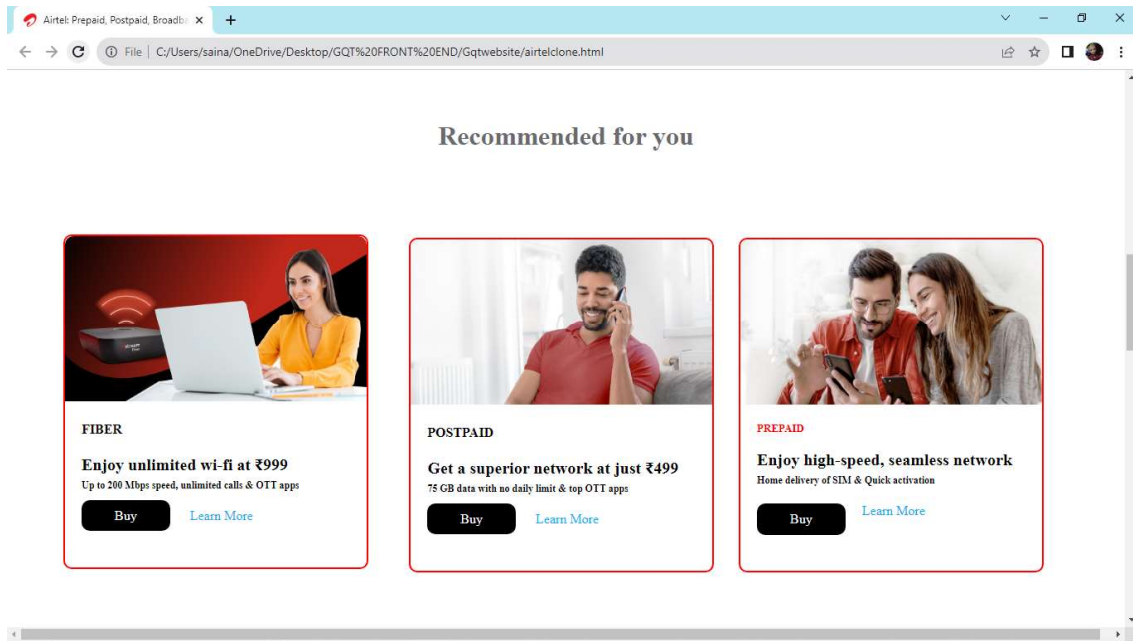 Airtel: Prepaid, Postpaid, Broadba
File | C:/Users/saina/OneDrive/Desktop/GQT%20FRONT%20END/Gqtwebsite/airtelclone.html
Recommended for you
FIBER
Enjoy unlimited wi-fi at ₹999
Up to 200 Mbps speed, unlimited calls & OTT apps
Buy Learn More
POSTPAID
Get a superior network at just ₹499
75 GB data with no daily limit & top OTT apps
Buy Learn More
PREPAID
Enjoy high-speed, seamless network
Home delivery of SIM & Quick activation
Buy Learn More